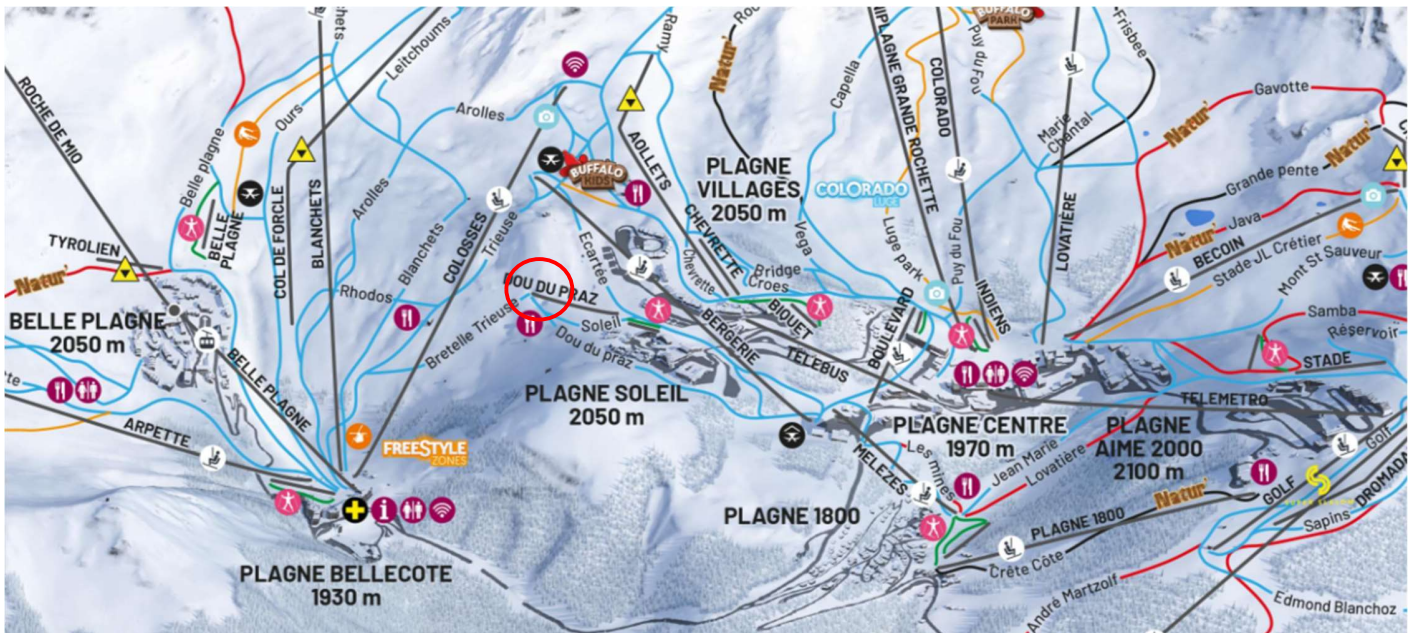 BUFFALO
PARK
chets
Leitchoums
Ramy
Natur'
Capella
NIPLAGNE GRANDE ROCHETTE
COLORADO
Puy du Fou
Frisbee
ROCHE DE MIO
Belle plagne
Ours
Arolles
Marie
Chantal
Gavotte
Natur'
Grande pente
Natur'
AOLLETS
PLAGNE
VILLAGES
2050 m
BUFFALO
KIDS
COLORADO
LUGE
BELLE
PLAGNE
COL DE FORCLE
BLANCHETS
Arolles
Blanchets
COLOSSES
Trieuse
Ecartée
CHEVRETTE
Chevrette
Vega
Luge park
Puy du Fou
LOVATIÈRE
Java
Natur'
BECOIN
Stade JL Crétier
Mont St Sauveur
TYROLIEN
Natur'
Rhodos
DOU DU PRAZ
Bridge
Croes
INDIENS
BELLE PLAGNE
2050 m
BELLE PLAGNE
Bretelle Trieuse
Soleil
Dou du praz
BERGERIE
BIQUET
TELEBUS
BOULEVARD
Samba
Réservoir
STADE
PLAGNE SOLEIL
2050 m
TELEMETRO
ARPETTE
FREESTYLE
ZONES
MELEZES
PLAGNE CENTRE
1970 m
PLAGNE
AIME 2000
2100 m
Les mines
Jean Marie
Lovatière
Golf
GOLF
DROMADA
Natur'
PLAGNE 1800
PLAGNE 1800
Sapins
Crête Côte
André Martzolf
Edmond Blanchoz
PLAGNE BELLECOTE
1930 m